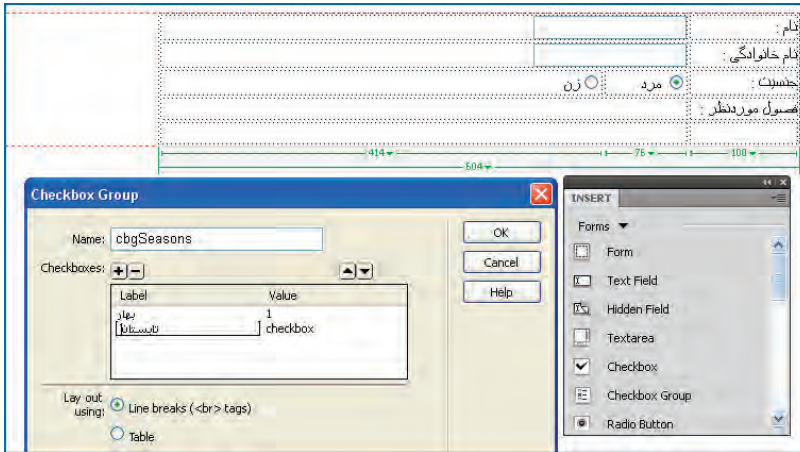 نام :
نام خانوادگی :
جنسیت : مرد زن
فصول موردنظر :
414 76 100
604
Checkbox Group
Name: cbgSeasons
OK
Checkboxes:
Cancel
Label Value
Help
بهار 1
تابستان checkbox
Lay out using:
Line breaks (<br> tags)
Table
INSERT
Forms
Form
Text Field
Hidden Field
Textarea
Checkbox
Checkbox Group
Radio Button